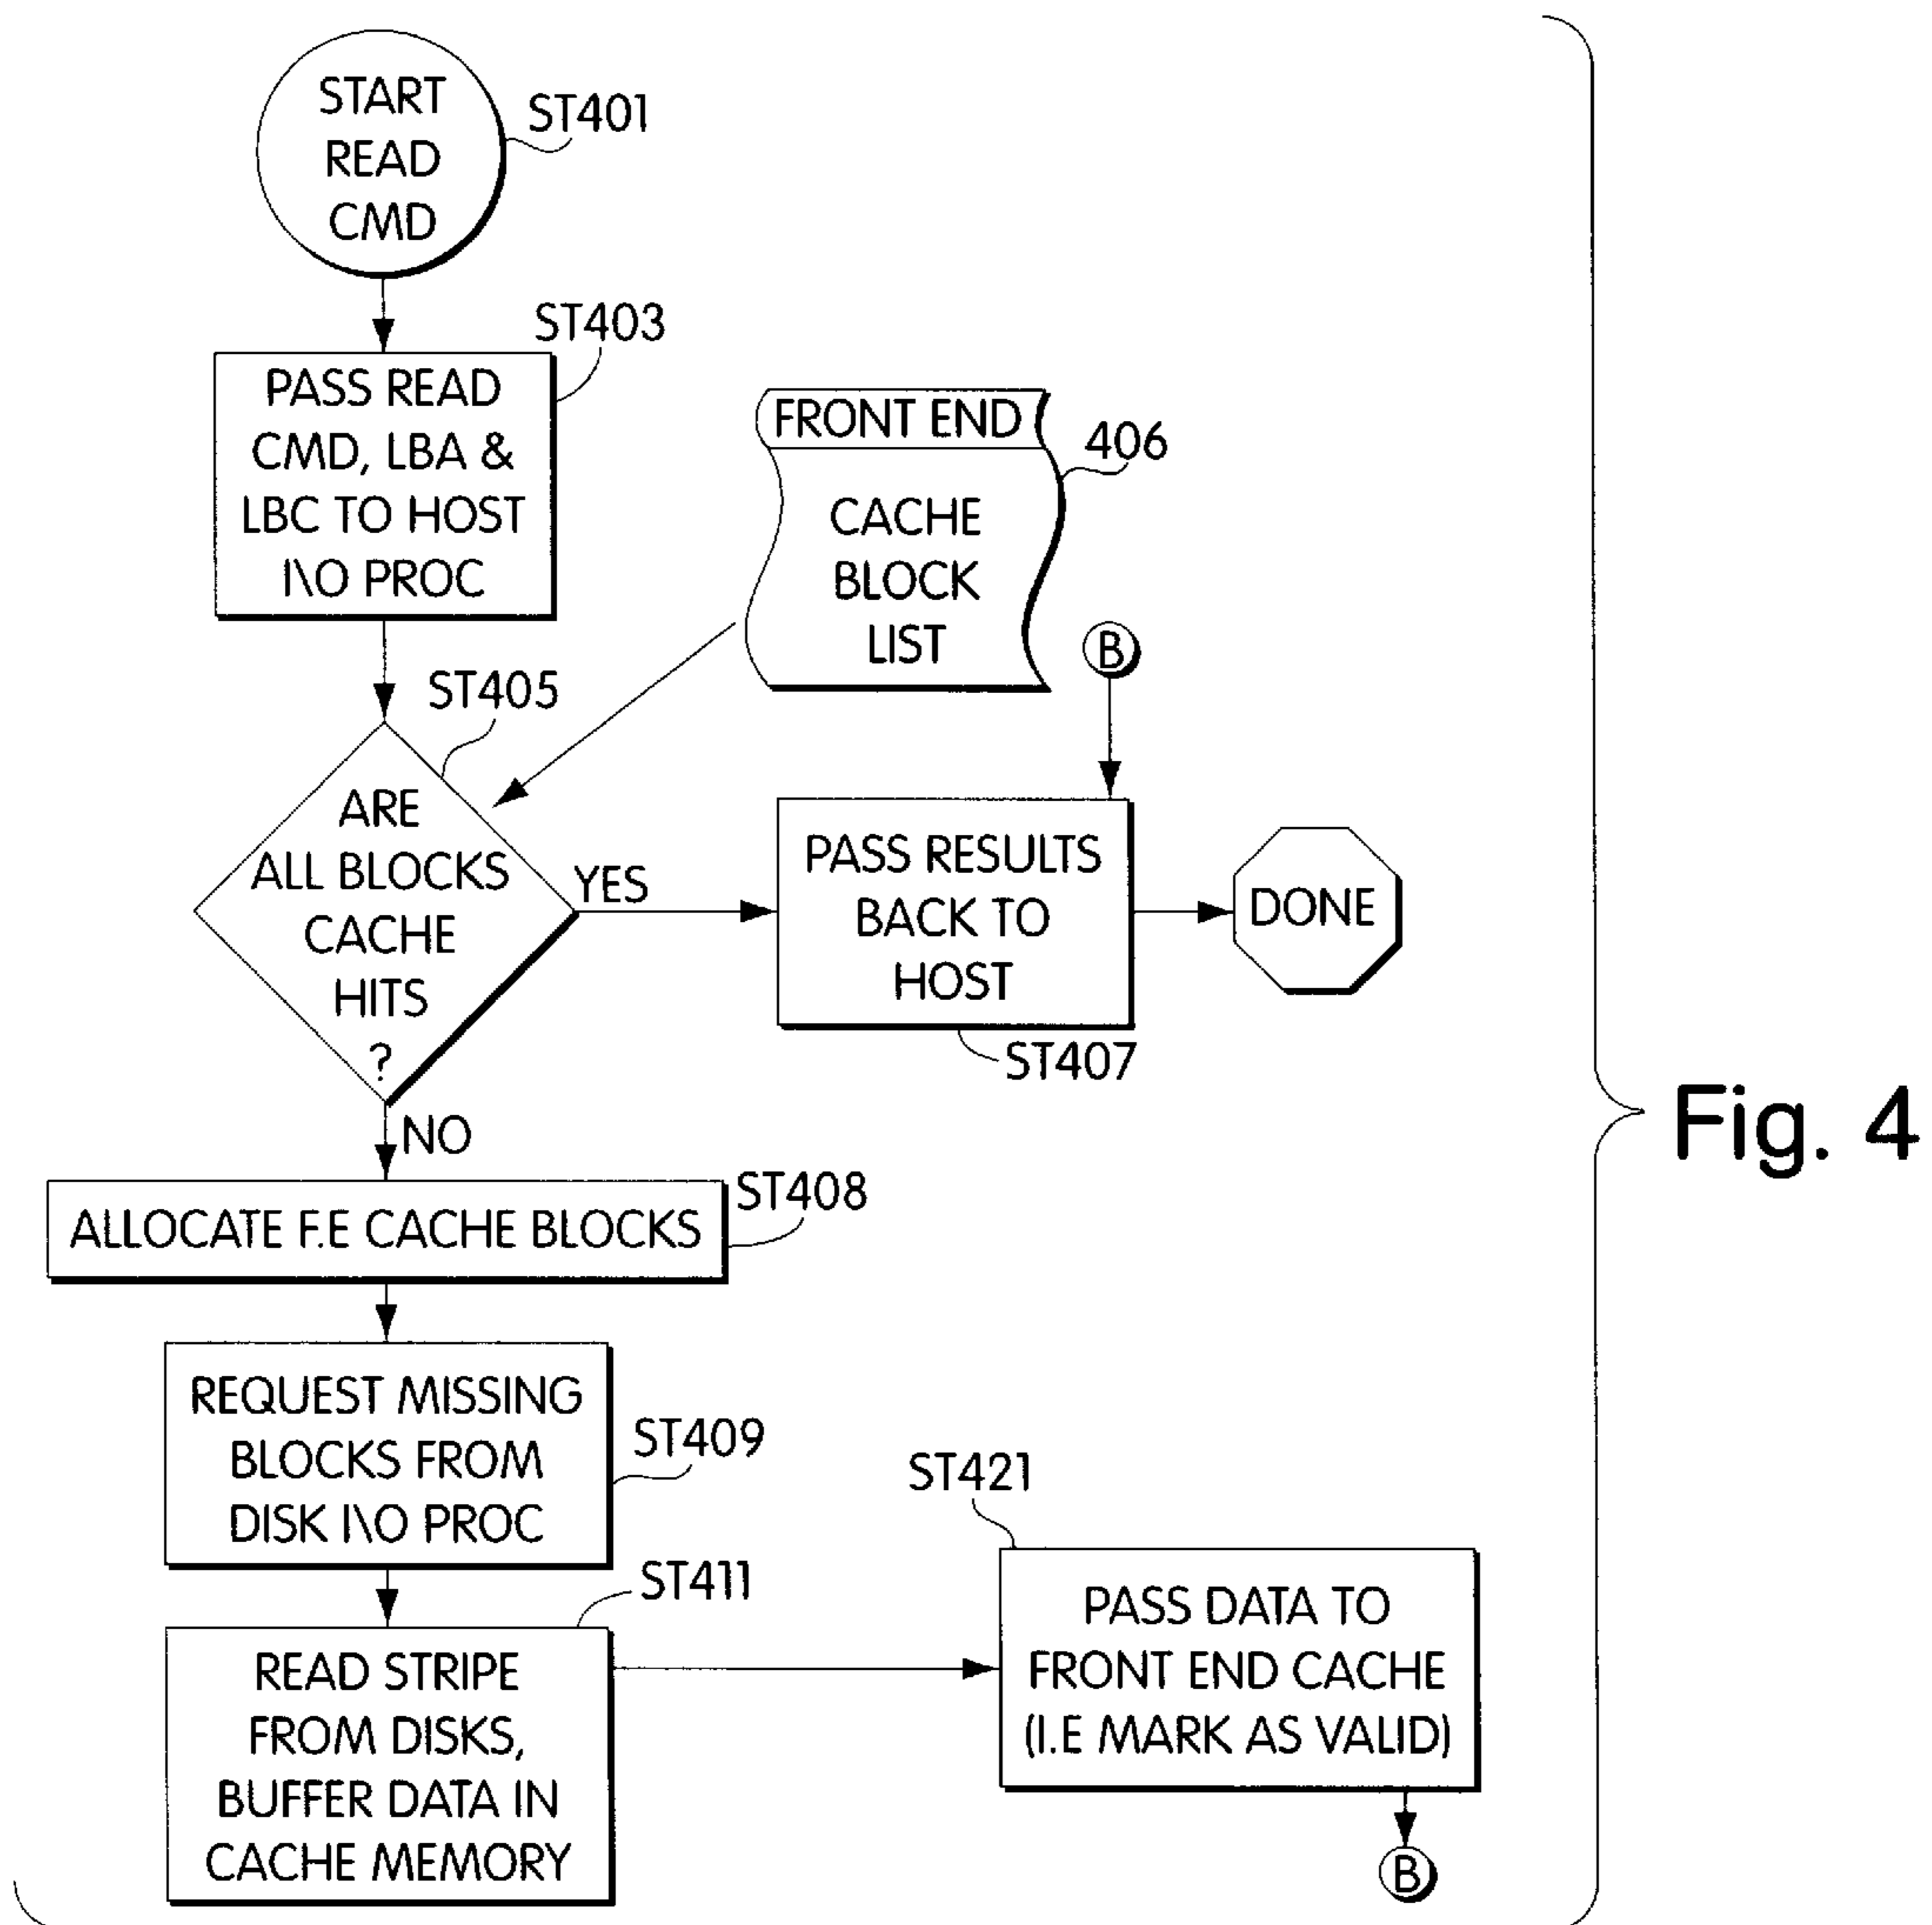 START
READ
CMD
ST401
ST403
PASS READ
CMD, LBA &
LBC TO HOST
I\O PROC
FRONT END
406
CACHE
BLOCK
LIST
B
ST405
ARE
ALL BLOCKS
CACHE
HITS
?
YES
PASS RESULTS
BACK TO
HOST
DONE
ST407
NO
Fig. 4
ST408
ALLOCATE F.E CACHE BLOCKS
REQUEST MISSING
BLOCKS FROM
DISK I\O PROC
ST409
ST411
READ STRIPE
FROM DISKS,
BUFFER DATA IN
CACHE MEMORY
ST421
PASS DATA TO
FRONT END CACHE
(I.E MARK AS VALID)
B